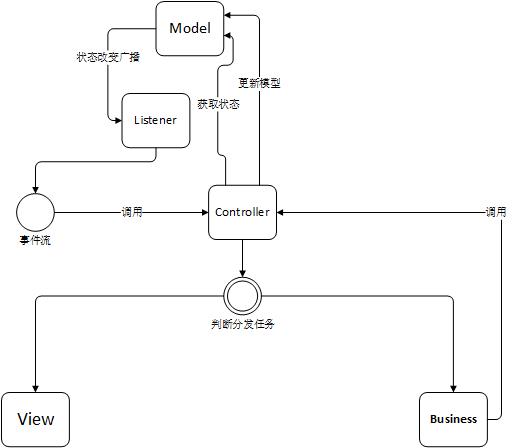 Model
状态改变广播
更新模型
获取状态
Listener
调用
Controller
调用
事件流
判断分发任务
View
Business